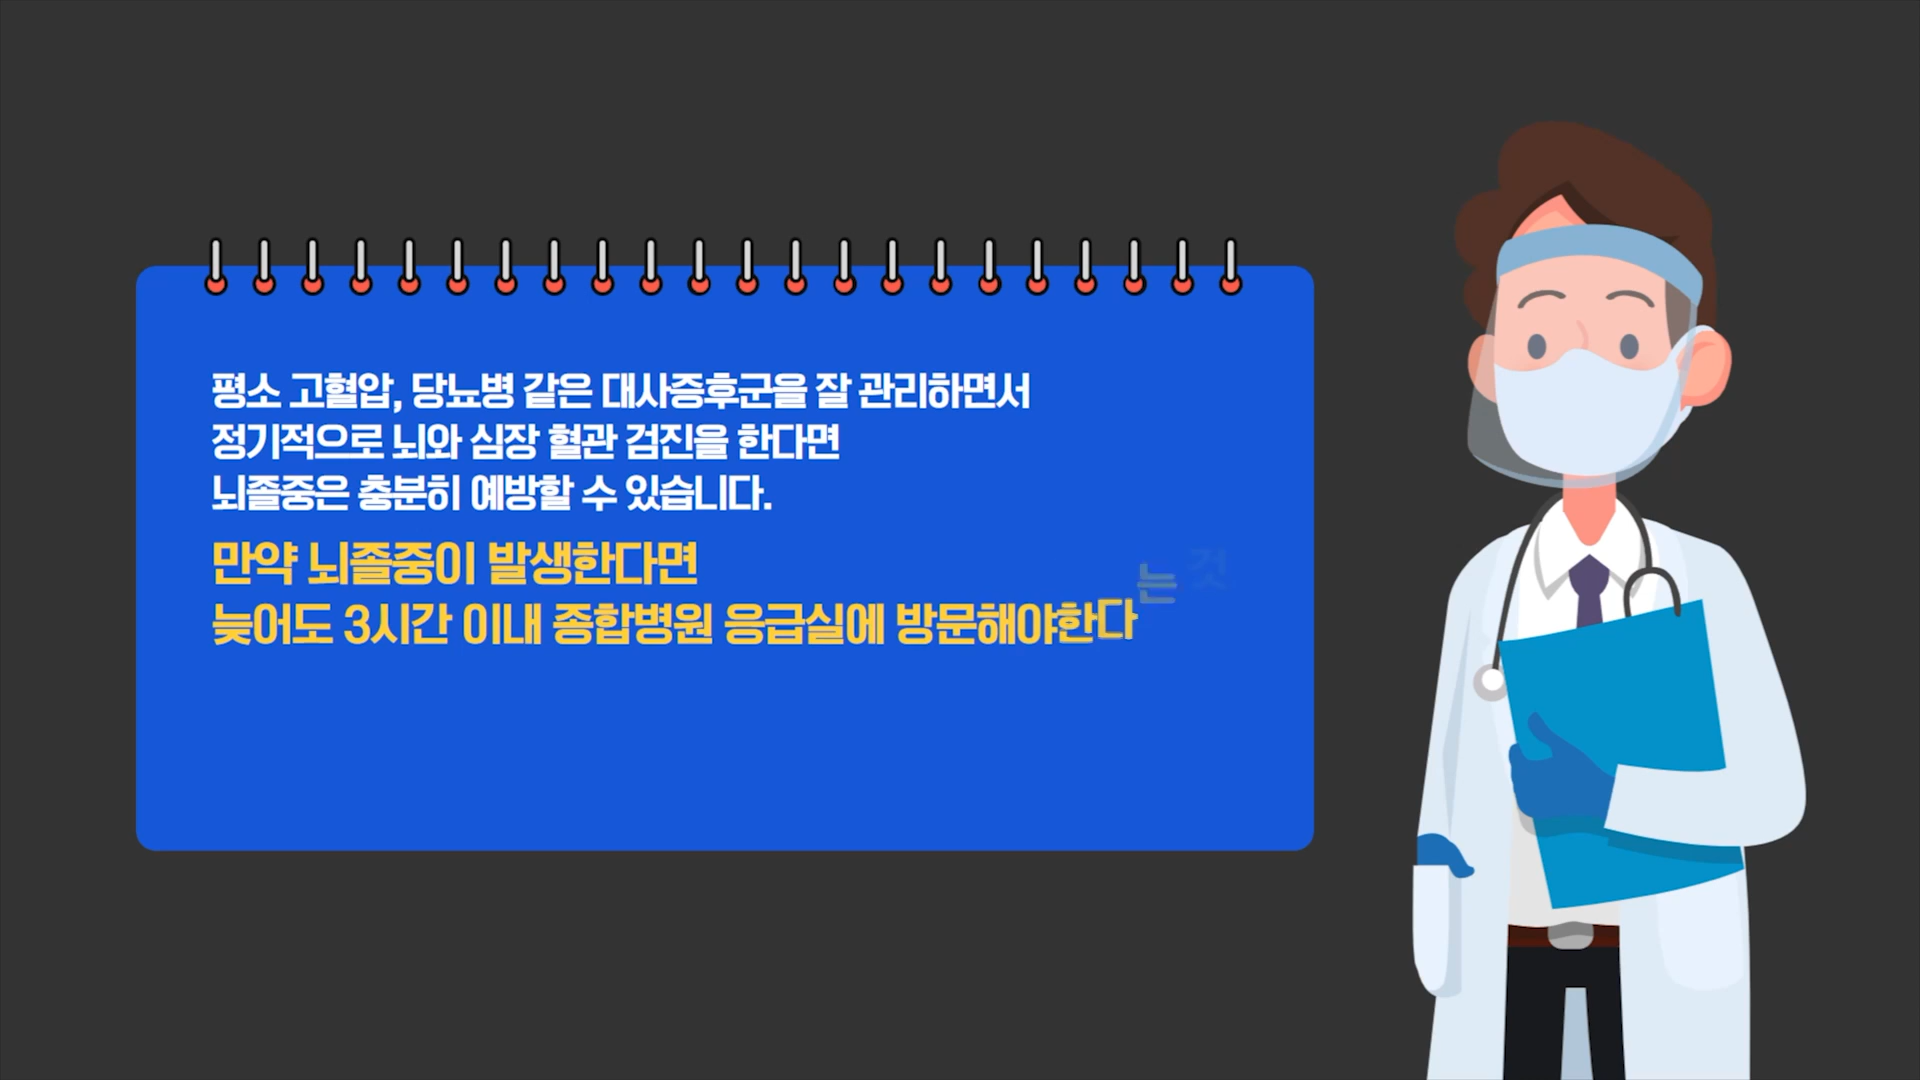 평소 고혈압, 당뇨병 같은 대사증후군을 잘 관리하면서
정기적으로 뇌와 심장 혈관 검진을 한다면
뇌졸중은 충분히 예방할 수 있습니다.
만약 뇌졸중이 발생한다면
늦어도 3시간 이내 종합병원 응급실에 방문해야한다는 것